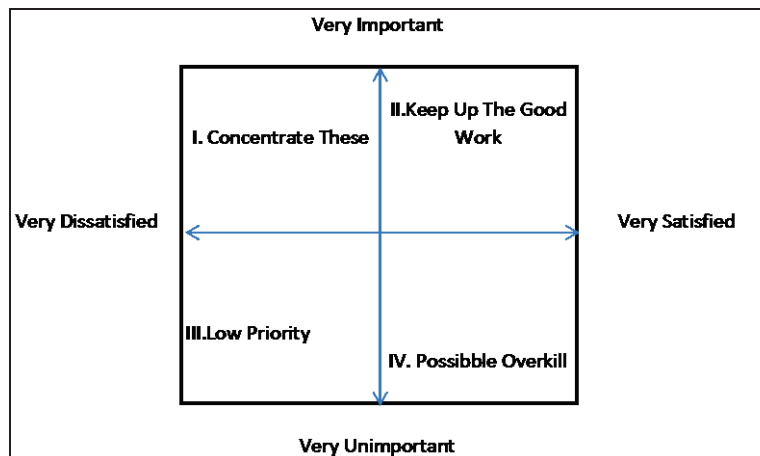 Very Important
II.Keep Up The Good
Work
I. Concentrate These
Very Dissatisfied
Very Satisfied
III.Low Priority
IV. Possibble Overkill
Very Unimportant